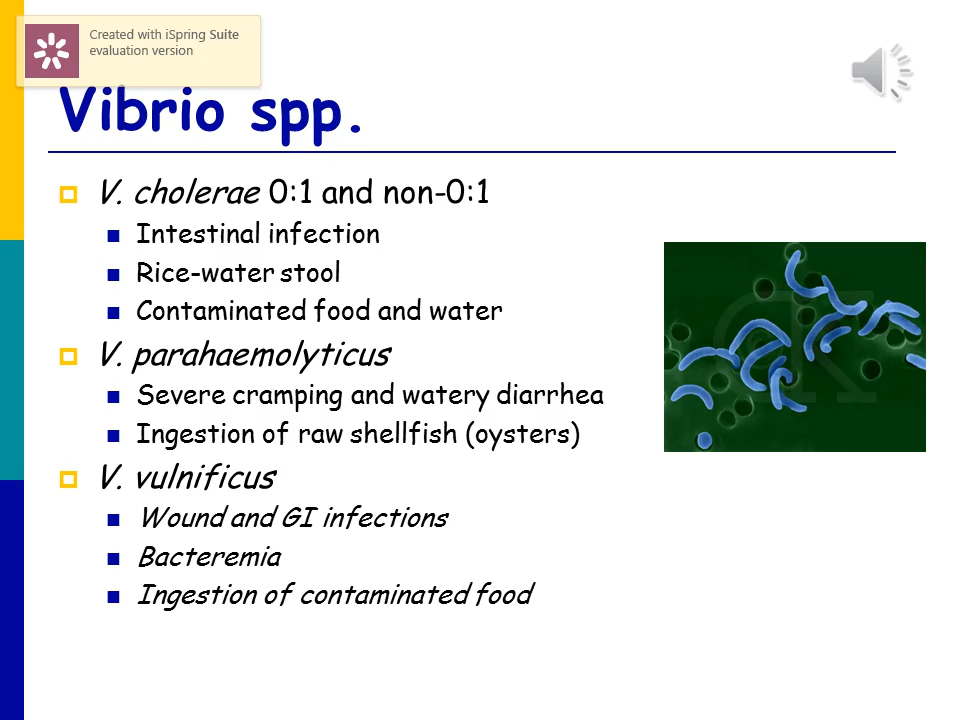 Created with iSpring Suite
evaluation version
Vibrio spp.
V. cholerae 0:1 and non-0:1
Intestinal infection
Rice-water stool
Contaminated food and water
V. parahaemolyticus
Severe cramping and watery diarrhea
Ingestion of raw shellfish (oysters)
V. vulnificus
Wound and GI infections
Bacteremia
Ingestion of contaminated food